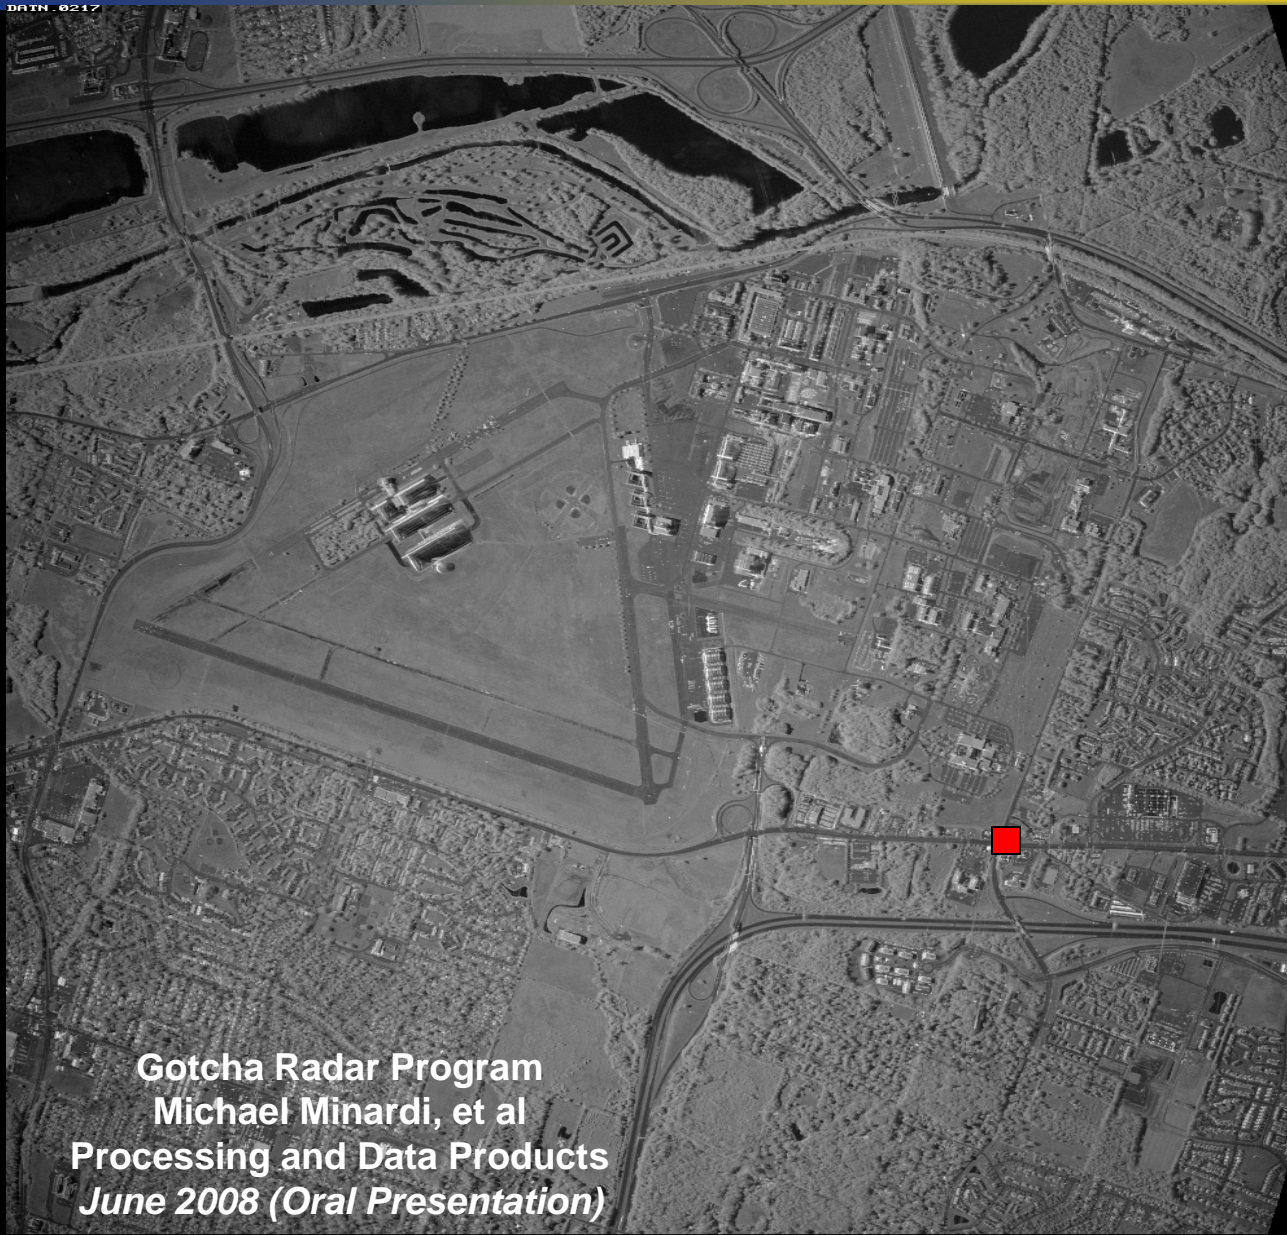 DATN.0217
Gotcha Radar Program
Michael Minardi, et al
Processing and Data Products
June 2008 (Oral Presentation)